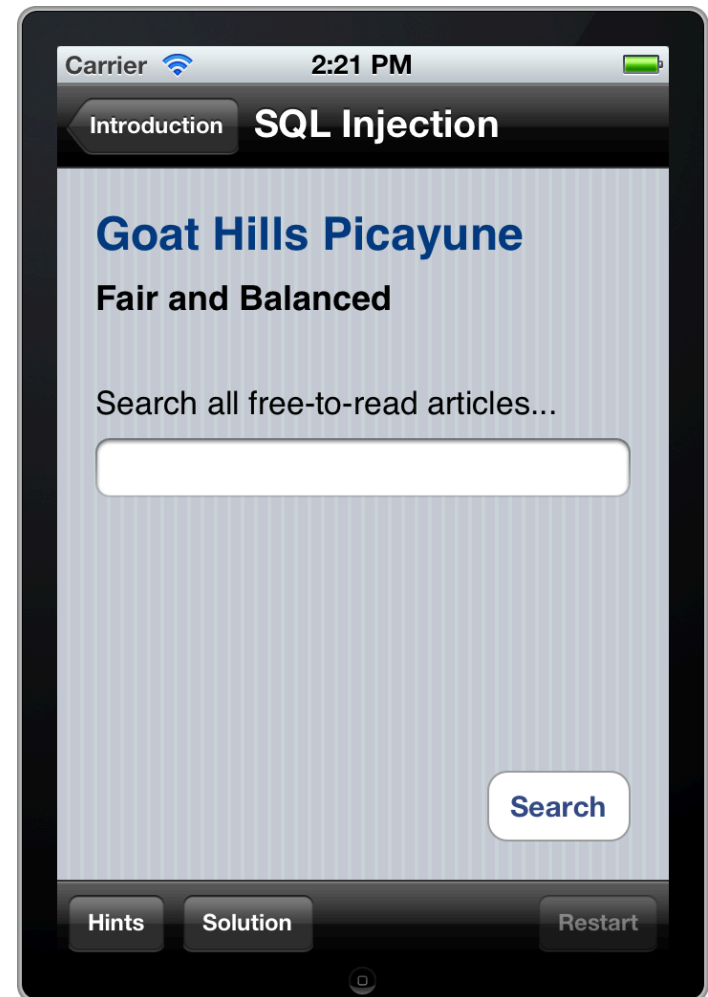 Carrier 2:21 PM
Introduction SQL Injection
Goat Hills Picayune
Fair and Balanced
Search all free-to-read articles...
Search
Hints Solution Restart